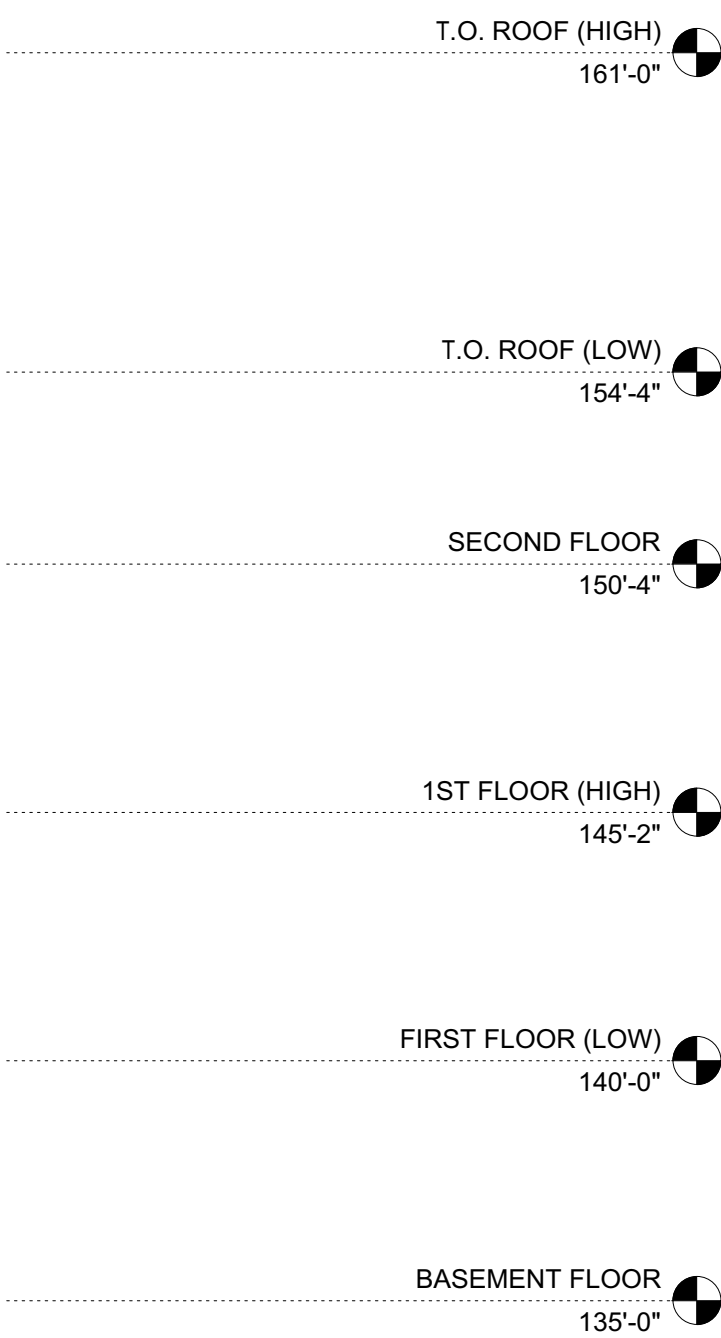 T.O. ROOF (HIGH)
161'-0"
T.O. ROOF (LOW)
154'-4"
SECOND FLOOR
150'-4"
1ST FLOOR (HIGH)
145'-2"
FIRST FLOOR (LOW)
140'-0"
BASEMENT FLOOR
135'-0"